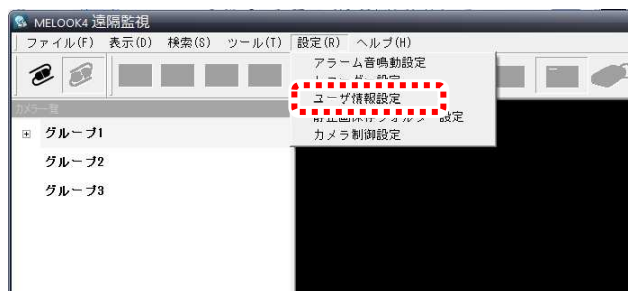 MELOOK4 遠隔監視
ファイル(F) 表示(D) 検索(S) ツール(T) 設定(R) ヘルプ(H)
アラーム音鳴動設定
ユーザ情報設定
カメラ制御設定
カメラ一覧
グループ1
グループ2
グループ3